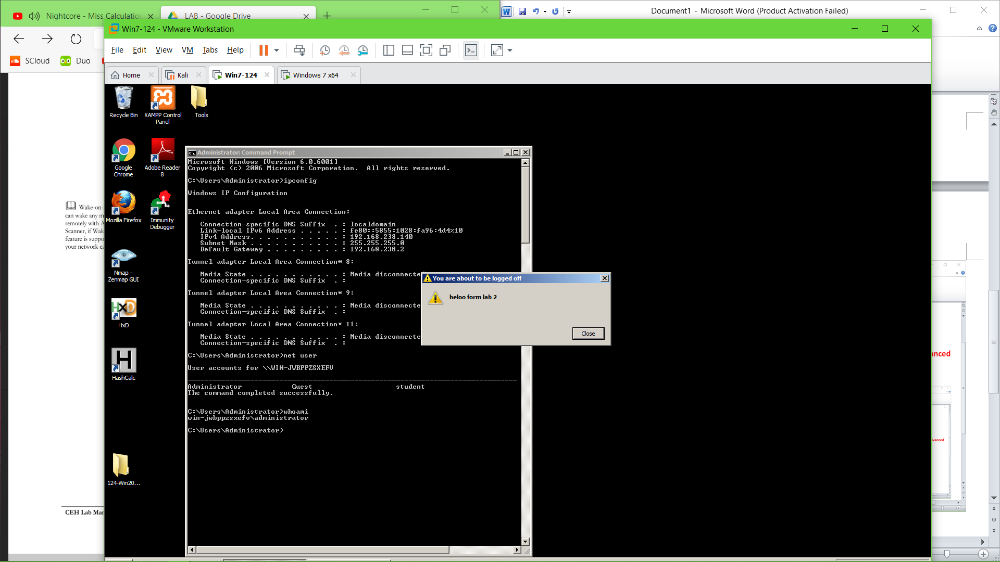 Nightcore - Miss Calculatio
LAB - Google Drive
Document1 - Microsoft Word (Product Activation Failed)
Win7-124 - VMware Workstation
File Edit View VM Tabs Help
SCloud
Duo
Home
Kali
Win7-124
Windows 7 x64
Recycle Bin
XAMPP Control Panel
Tools
Google Chrome
Adobe Reader 8
Mozilla Firefox
Immunity Debugger
Nmap - Zenmap GUI
HxD
HashCalc
124-Win20...
Wake-on-
can wake any m
remotely with A
Scanner, if Wak
feature is suppo
your network ca
CEH Lab Man
Administrator: Command Prompt
Microsoft Windows [Version 6.0.6001]
Copyright (c) 2006 Microsoft Corporation.  All rights reserved.
C:\Users\Administrator>ipconfig
Windows IP Configuration
Ethernet adapter Local Area Connection:
Connection-specific DNS Suffix  . : localdomain
Link-local IPv6 Address . . . . . : fe80::5855:1028:fa96:4d4%10
IPv4 Address. . . . . . . . . . . : 192.168.238.140
Subnet Mask . . . . . . . . . . . : 255.255.255.0
Default Gateway . . . . . . . . . : 192.168.238.2
Tunnel adapter Local Area Connection* 8:
Media State . . . . . . . . . . . : Media disconnecte
Connection-specific DNS Suffix  . :
Tunnel adapter Local Area Connection* 9:
Media State . . . . . . . . . . . : Media disconnecte
Connection-specific DNS Suffix  . :
Tunnel adapter Local Area Connection* 11:
Media State . . . . . . . . . . . : Media disconnecte
Connection-specific DNS Suffix  . :
C:\Users\Administrator>net user
User accounts for \\WIN-JWBPPZSXEFV
Administrator            Guest                    student
The command completed successfully.
C:\Users\Administrator>whoami
win-jwbppzsxefv\administrator
C:\Users\Administrator>
You are about to be logged off
heloo form lab 2
Close
anced
vanced